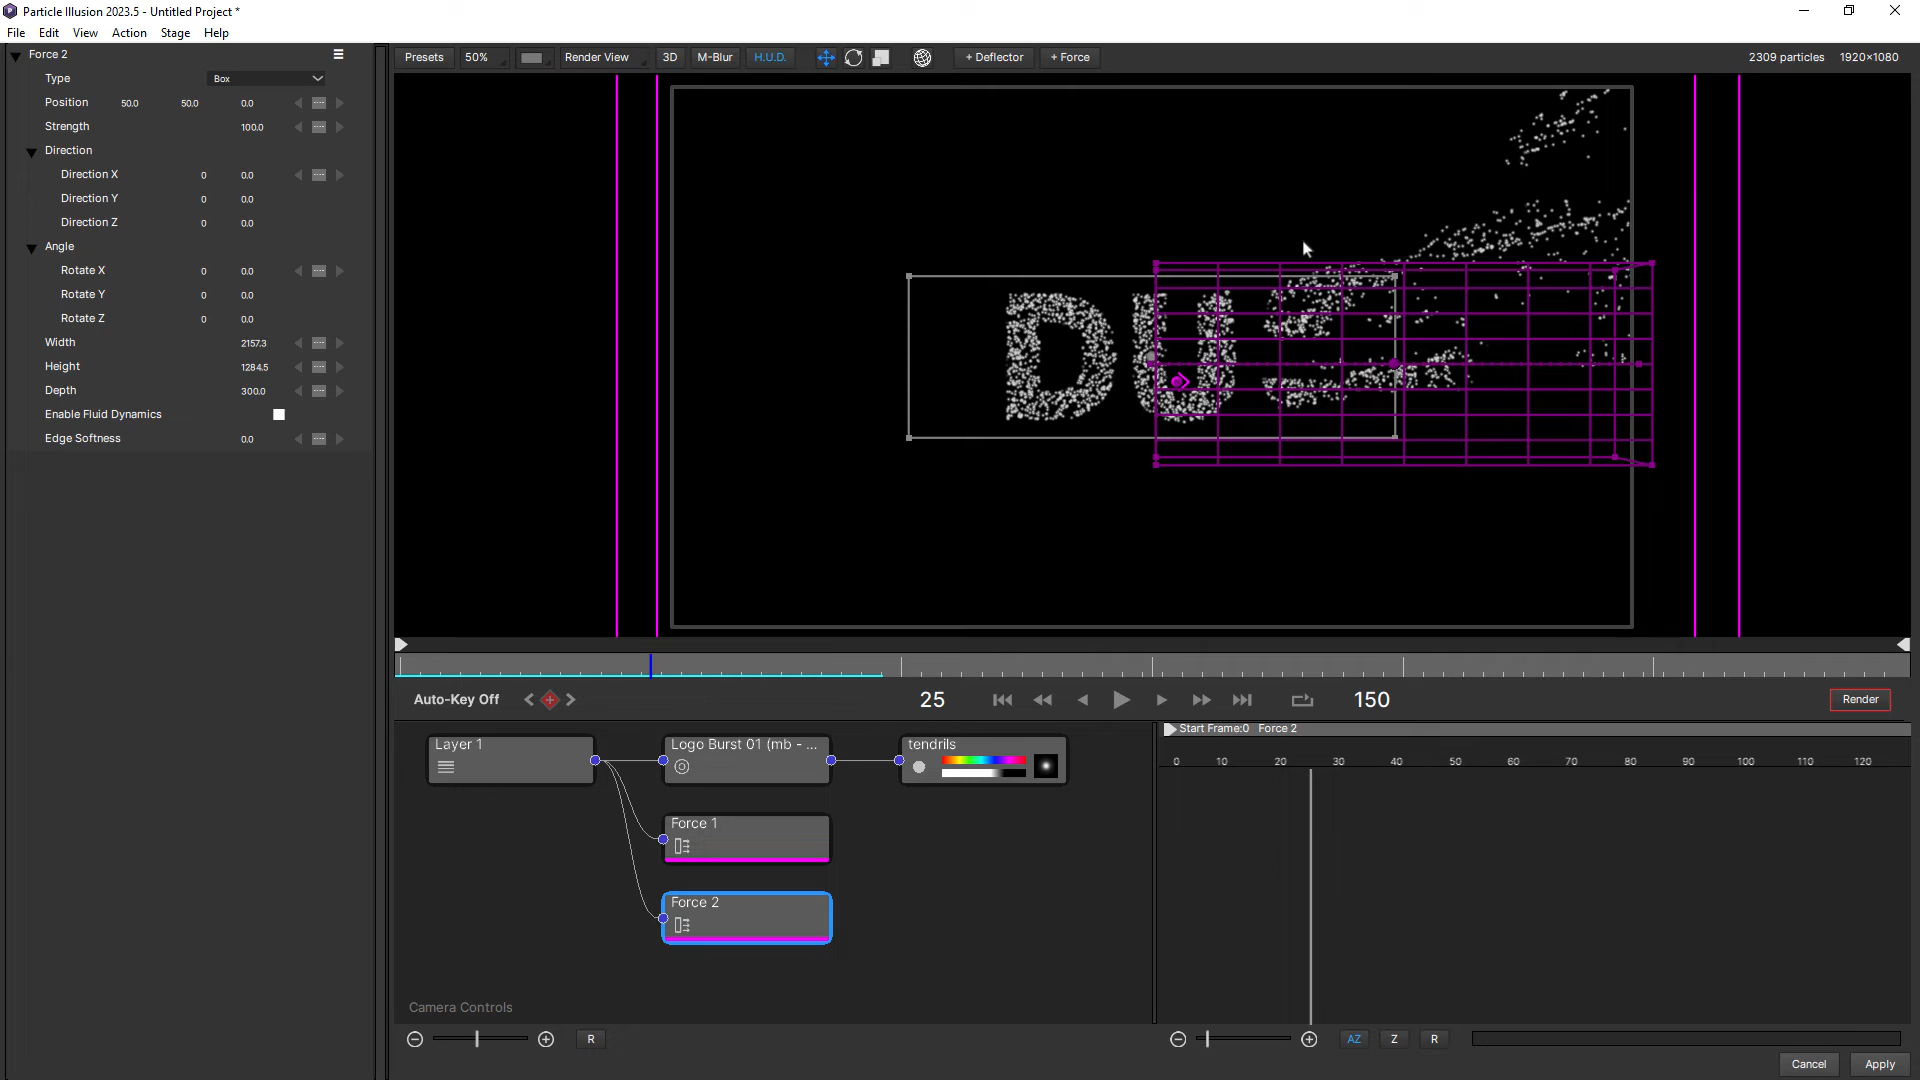 Particle Illusion 2023.5 - Untitled Project *
File Edit View Action Stage Help
Force 2
Type Box
Position 50.0 50.0 0.0
Strength 100.0
Direction
Direction X 0 0.0
Direction Y 0 0.0
Direction Z 0 0.0
Angle
Rotate X 0 0.0
Rotate Y 0 0.0
Rotate Z 0 0.0
Width 2157.3
Height 1284.5
Depth 300.0
Enable Fluid Dynamics
Edge Softness 0.0
Presets 50% Render View 3D M-Blur H.U.D. + Deflector + Force 2309 particles 1920×1080
DU
Auto-Key Off 25 150 Render
Layer 1
Logo Burst 01 (mb - ...
tendrils
Force 1
Force 2
Camera Controls
R
Start Frame:0 Force 2
0 10 20 30 40 50 60 70 80 90 100 110 120
AZ Z R
Cancel Apply